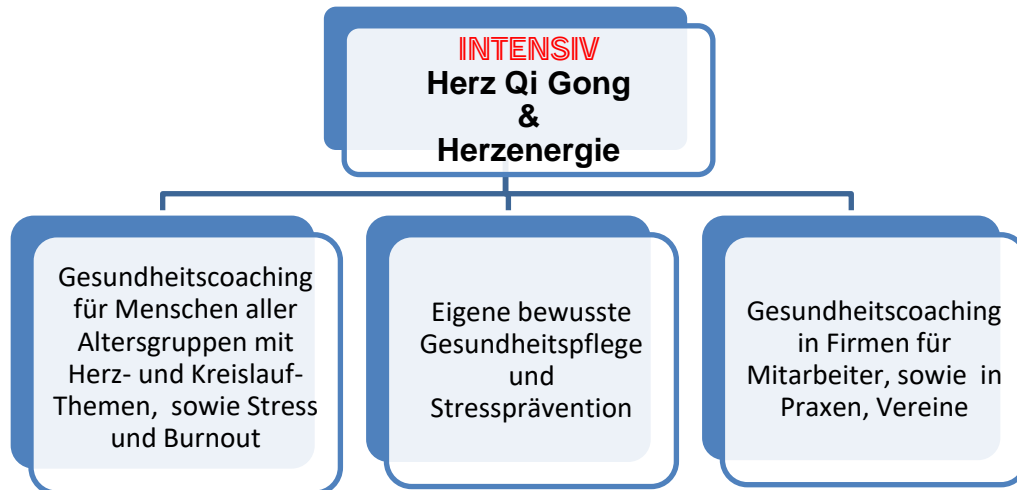 INTENSIV
Herz Qi Gong
&
Herzenergie
Gesundheitscoaching
für Menschen aller
Altersgruppen mit
Herz- und Kreislauf-
Themen, sowie Stress
und Burnout
Eigene bewusste
Gesundheitspflege
und
Stressprävention
Gesundheitscoaching
in Firmen für
Mitarbeiter, sowie in
Praxen, Vereine